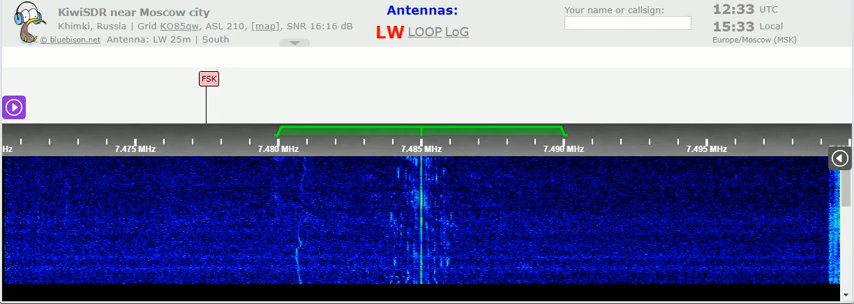 KiwiSDR near Moscow city
Khimki, Russia | Grid KO85qw, ASL 210, [map], SNR 16:16 dB
© bluebison.net Antenna: LW 25m | South
Antennas:
LW LOOP LoG
Your name or callsign:
12:33 UTC
15:33 Local
Europe/Moscow (MSK)
FSK
Hz 7.475 MHz 7.480 MHz 7.485 MHz 7.490 MHz 7.495 MHz